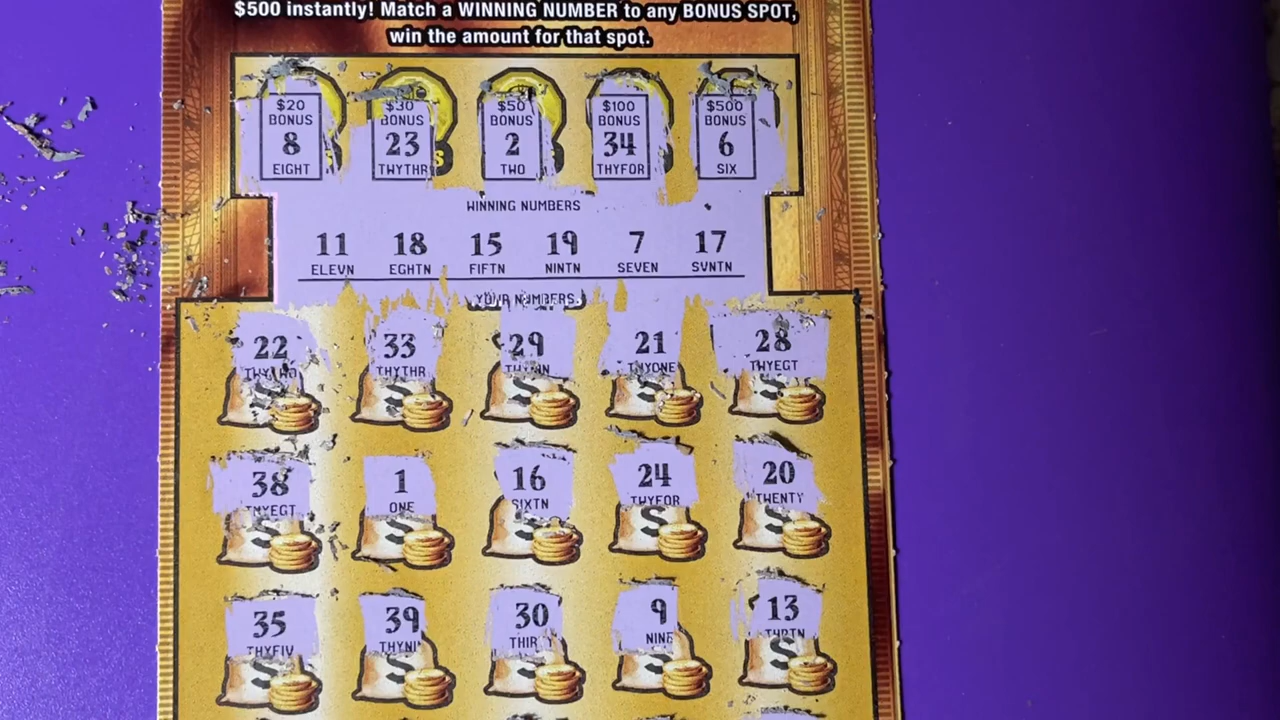 $500 instantly! Match a WINNING NUMBER to any BONUS SPOT,
win the amount for that spot.
$20 $30 $50 $100 $500
BONUS BONUS BONUS BONUS BONUS
8 23 2 34 6
EIGHT TWYTHR TWO THYFOR SIX
WINNING NUMBERS
11 18 15 19 7 17
ELEVN EGHTN FIFTN NINTN SEVEN SVNTN
YOUR NUMBERS
22 33 29 21 28
THYTHR TWYONE TWYEGT
38 1 16 24 20
THYEGT ONE SIXTN TWYFOR TWENTY
35 39 30 9 13
THYFIV THYNI NINE THRTN